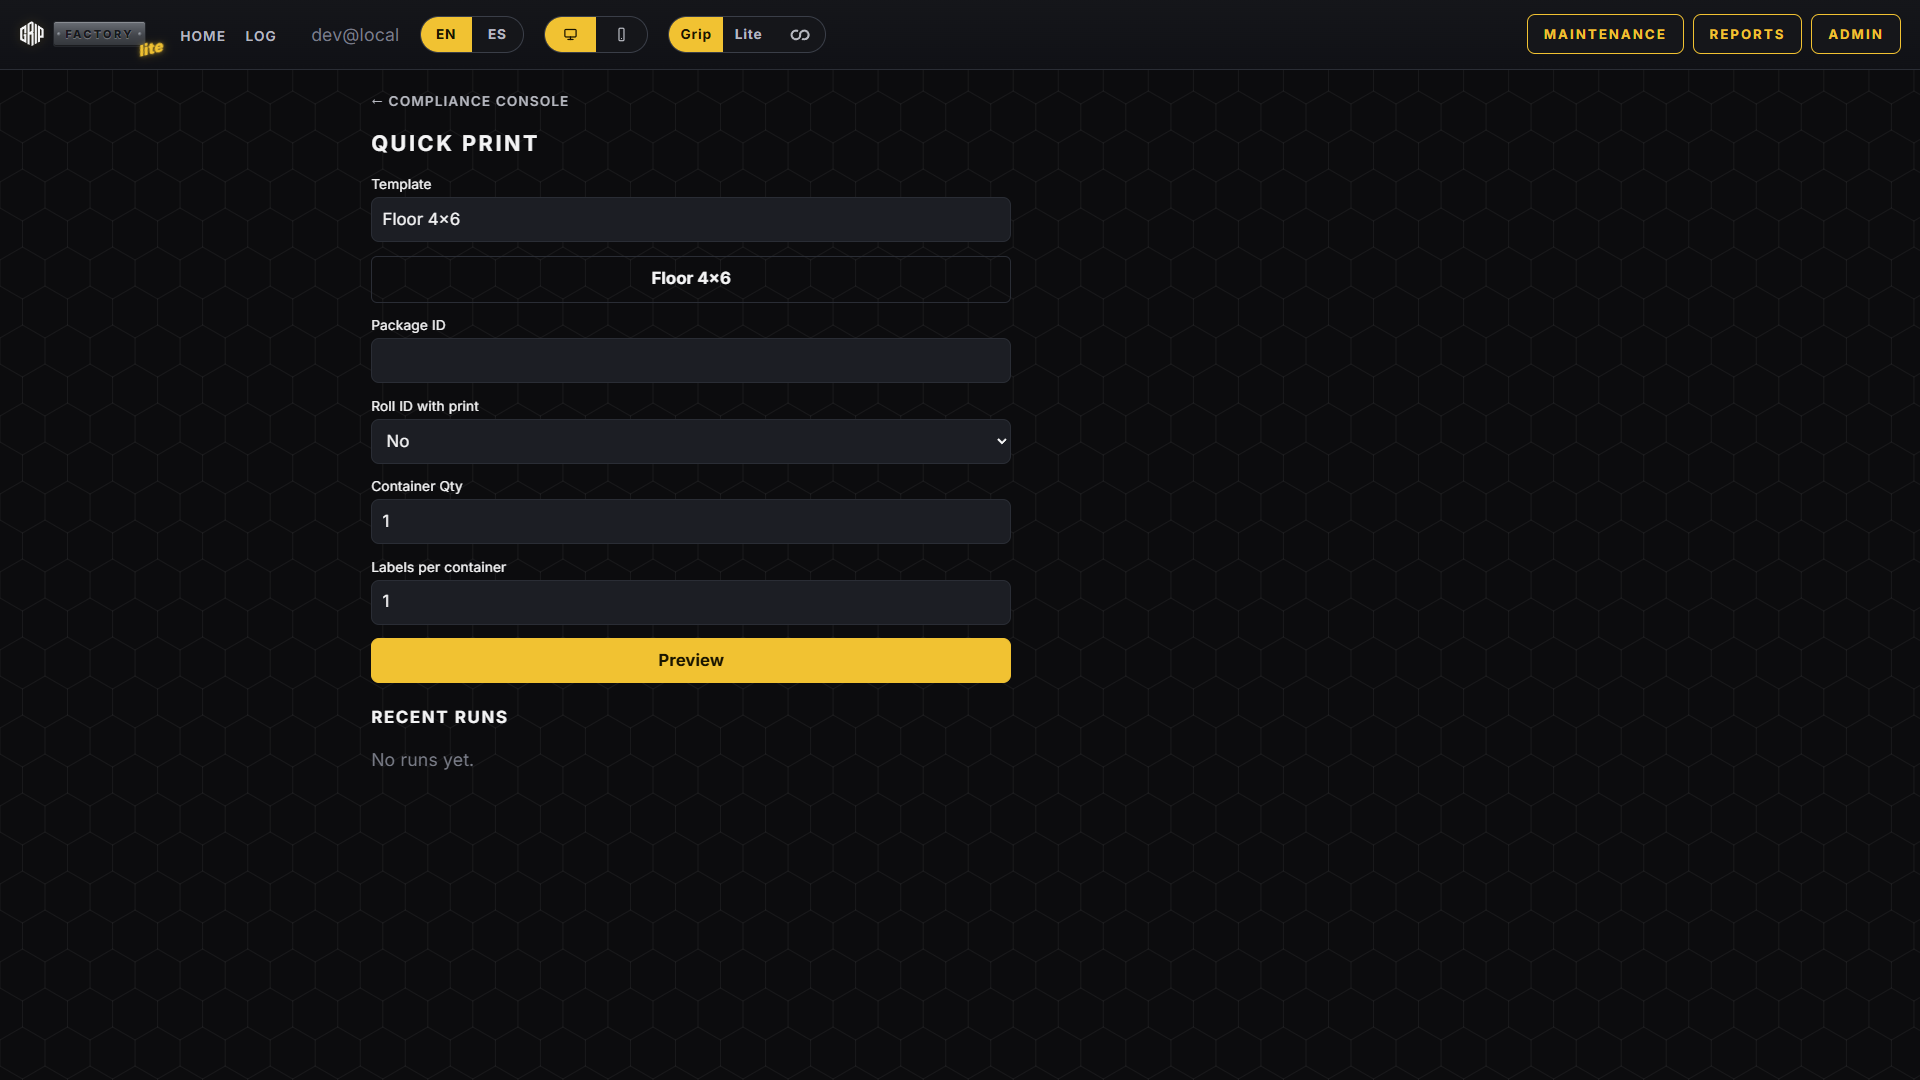 GRIP FACTORY lite HOME LOG dev@local EN ES Grip Lite MAINTENANCE REPORTS ADMIN
← COMPLIANCE CONSOLE
QUICK PRINT
Template
Floor 4×6
Floor 4×6
Package ID
Roll ID with print
No
Container Qty
1
Labels per container
1
Preview
RECENT RUNS
No runs yet.